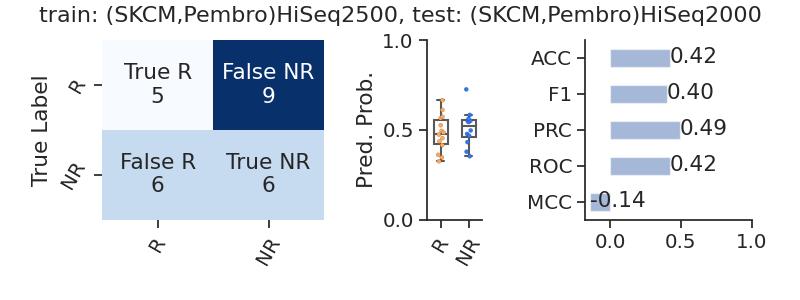 train: (SKCM,Pembro)HiSeq2500, test: (SKCM,Pembro)HiSeq2000
True Label
R
NR
True R
5
False NR
9
False R
6
True NR
6
R
NR
Pred. Prob.
1.0
0.5
0.0
R
NR
ACC
0.42
F1
0.40
PRC
0.49
ROC
0.42
MCC
-0.14
0.0
0.5
1.0